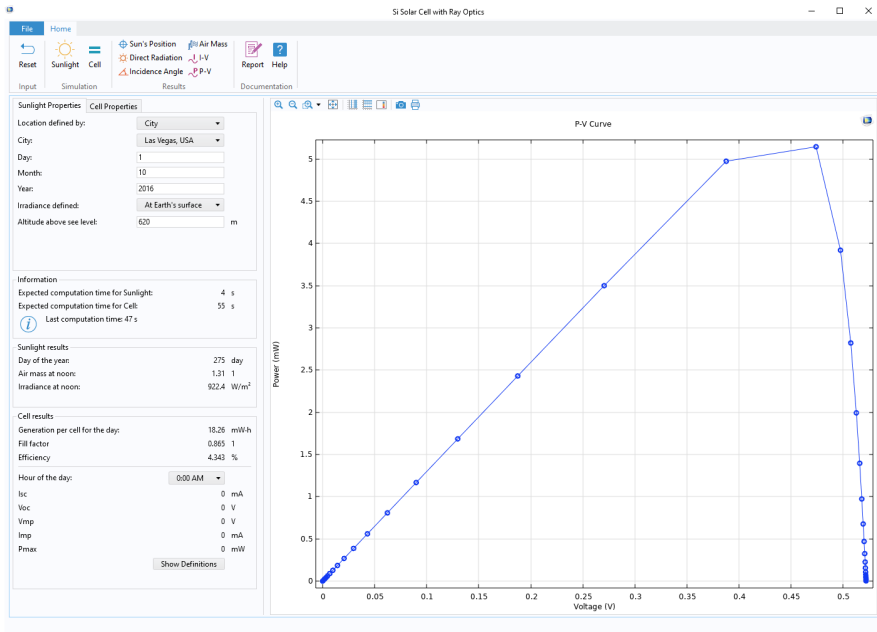 Si Solar Cell with Ray Optics
File Home
Reset Sunlight Cell Sun's Position Air Mass Report Help
Direct Radiation I-V
Incidence Angle P-V
Input Simulation Results Documentation
Sunlight Properties Cell Properties
Location defined by: City
City: Las Vegas, USA
Day: 1
Month: 10
Year: 2016
Irradiance defined: At Earth's surface
Altitude above see level: 620 m
Information
Expected computation time for Sunlight: 4 s
Expected computation time for Cell: 55 s
Last computation time: 47 s
Sunlight results
Day of the year: 275 day
Air mass at noon: 1.31 1
Irradiance at noon: 922.4 W/m²
Cell results
Generation per cell for the day: 18.26 mW·h
Fill factor 0.865 1
Efficiency 4.343 %
Hour of the day: 0:00 AM
Isc 0 mA
Voc 0 V
Vmp 0 V
Imp 0 mA
Pmax 0 mW
Show Definitions
P-V Curve
Power (mW)
5
4.5
4
3.5
3
2.5
2
1.5
1
0.5
0
0 0.05 0.1 0.15 0.2 0.25 0.3 0.35 0.4 0.45 0.5
Voltage (V)